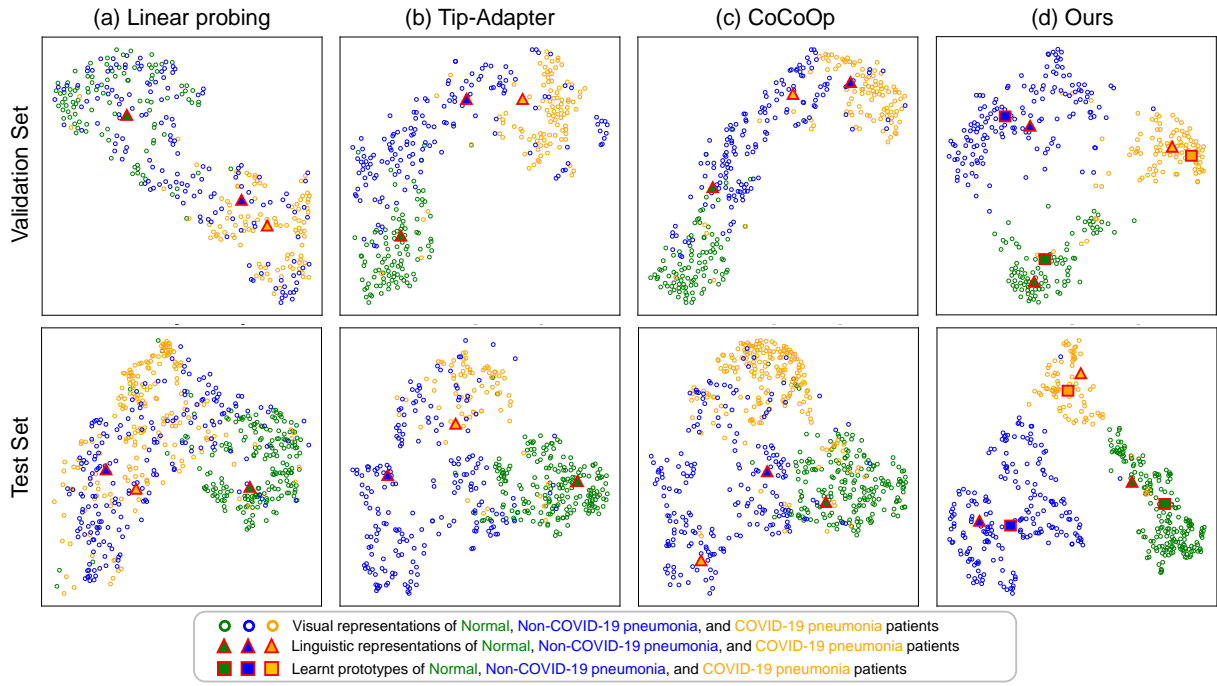 (a) Linear probing
(b) Tip-Adapter
(c) CoCoOp
(d) Ours
Validation Set
Test Set
Visual representations of Normal, Non-COVID-19 pneumonia, and COVID-19 pneumonia patients
Linguistic representations of Normal, Non-COVID-19 pneumonia, and COVID-19 pneumonia patients
Learnt prototypes of Normal, Non-COVID-19 pneumonia, and COVID-19 pneumonia patients